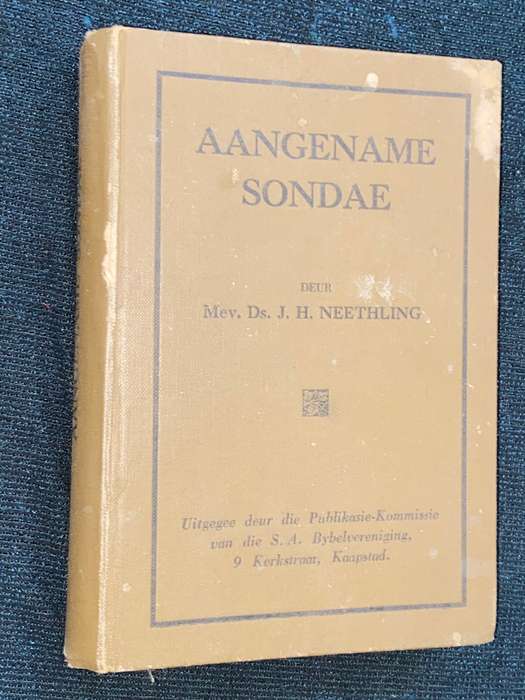 AANGENAME
SONDAE
DEUR
Mev. Ds. J. H. NEETHLING
Uitgegee deur die Publikasie-Kommissie
van die S. A. Bybelvereniging,
9 Kerkstraat, Kaapstad.